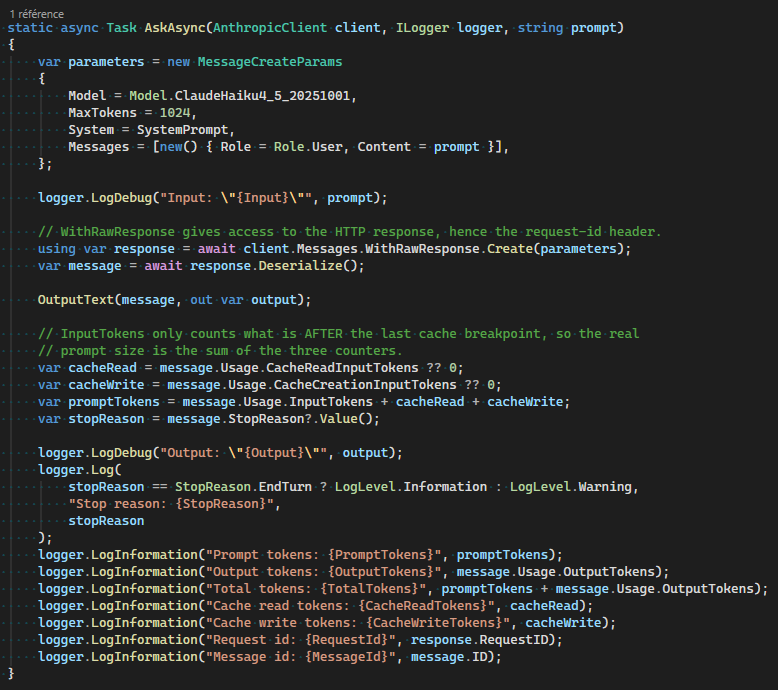 1 référence
static async Task AskAsync(AnthropicClient client, ILogger logger, string prompt)
{
    var parameters = new MessageCreateParams
    {
        Model = Model.ClaudeHaiku4_5_20251001,
        MaxTokens = 1024,
        System = SystemPrompt,
        Messages = [new() { Role = Role.User, Content = prompt }],
    };

    logger.LogDebug("Input: \"{Input}\"", prompt);

    // WithRawResponse gives access to the HTTP response, hence the request-id header.
    using var response = await client.Messages.WithRawResponse.Create(parameters);
    var message = await response.Deserialize();

    OutputText(message, out var output);

    // InputTokens only counts what is AFTER the last cache breakpoint, so the real
    // prompt size is the sum of the three counters.
    var cacheRead = message.Usage.CacheReadInputTokens ?? 0;
    var cacheWrite = message.Usage.CacheCreationInputTokens ?? 0;
    var promptTokens = message.Usage.InputTokens + cacheRead + cacheWrite;
    var stopReason = message.StopReason?.Value();

    logger.LogDebug("Output: \"{Output}\"", output);
    logger.Log(
        stopReason == StopReason.EndTurn ? LogLevel.Information : LogLevel.Warning,
        "Stop reason: {StopReason}",
        stopReason
    );
    logger.LogInformation("Prompt tokens: {PromptTokens}", promptTokens);
    logger.LogInformation("Output tokens: {OutputTokens}", message.Usage.OutputTokens);
    logger.LogInformation("Total tokens: {TotalTokens}", promptTokens + message.Usage.OutputTokens);
    logger.LogInformation("Cache read tokens: {CacheReadTokens}", cacheRead);
    logger.LogInformation("Cache write tokens: {CacheWriteTokens}", cacheWrite);
    logger.LogInformation("Request id: {RequestId}", response.RequestID);
    logger.LogInformation("Message id: {MessageId}", message.ID);
}